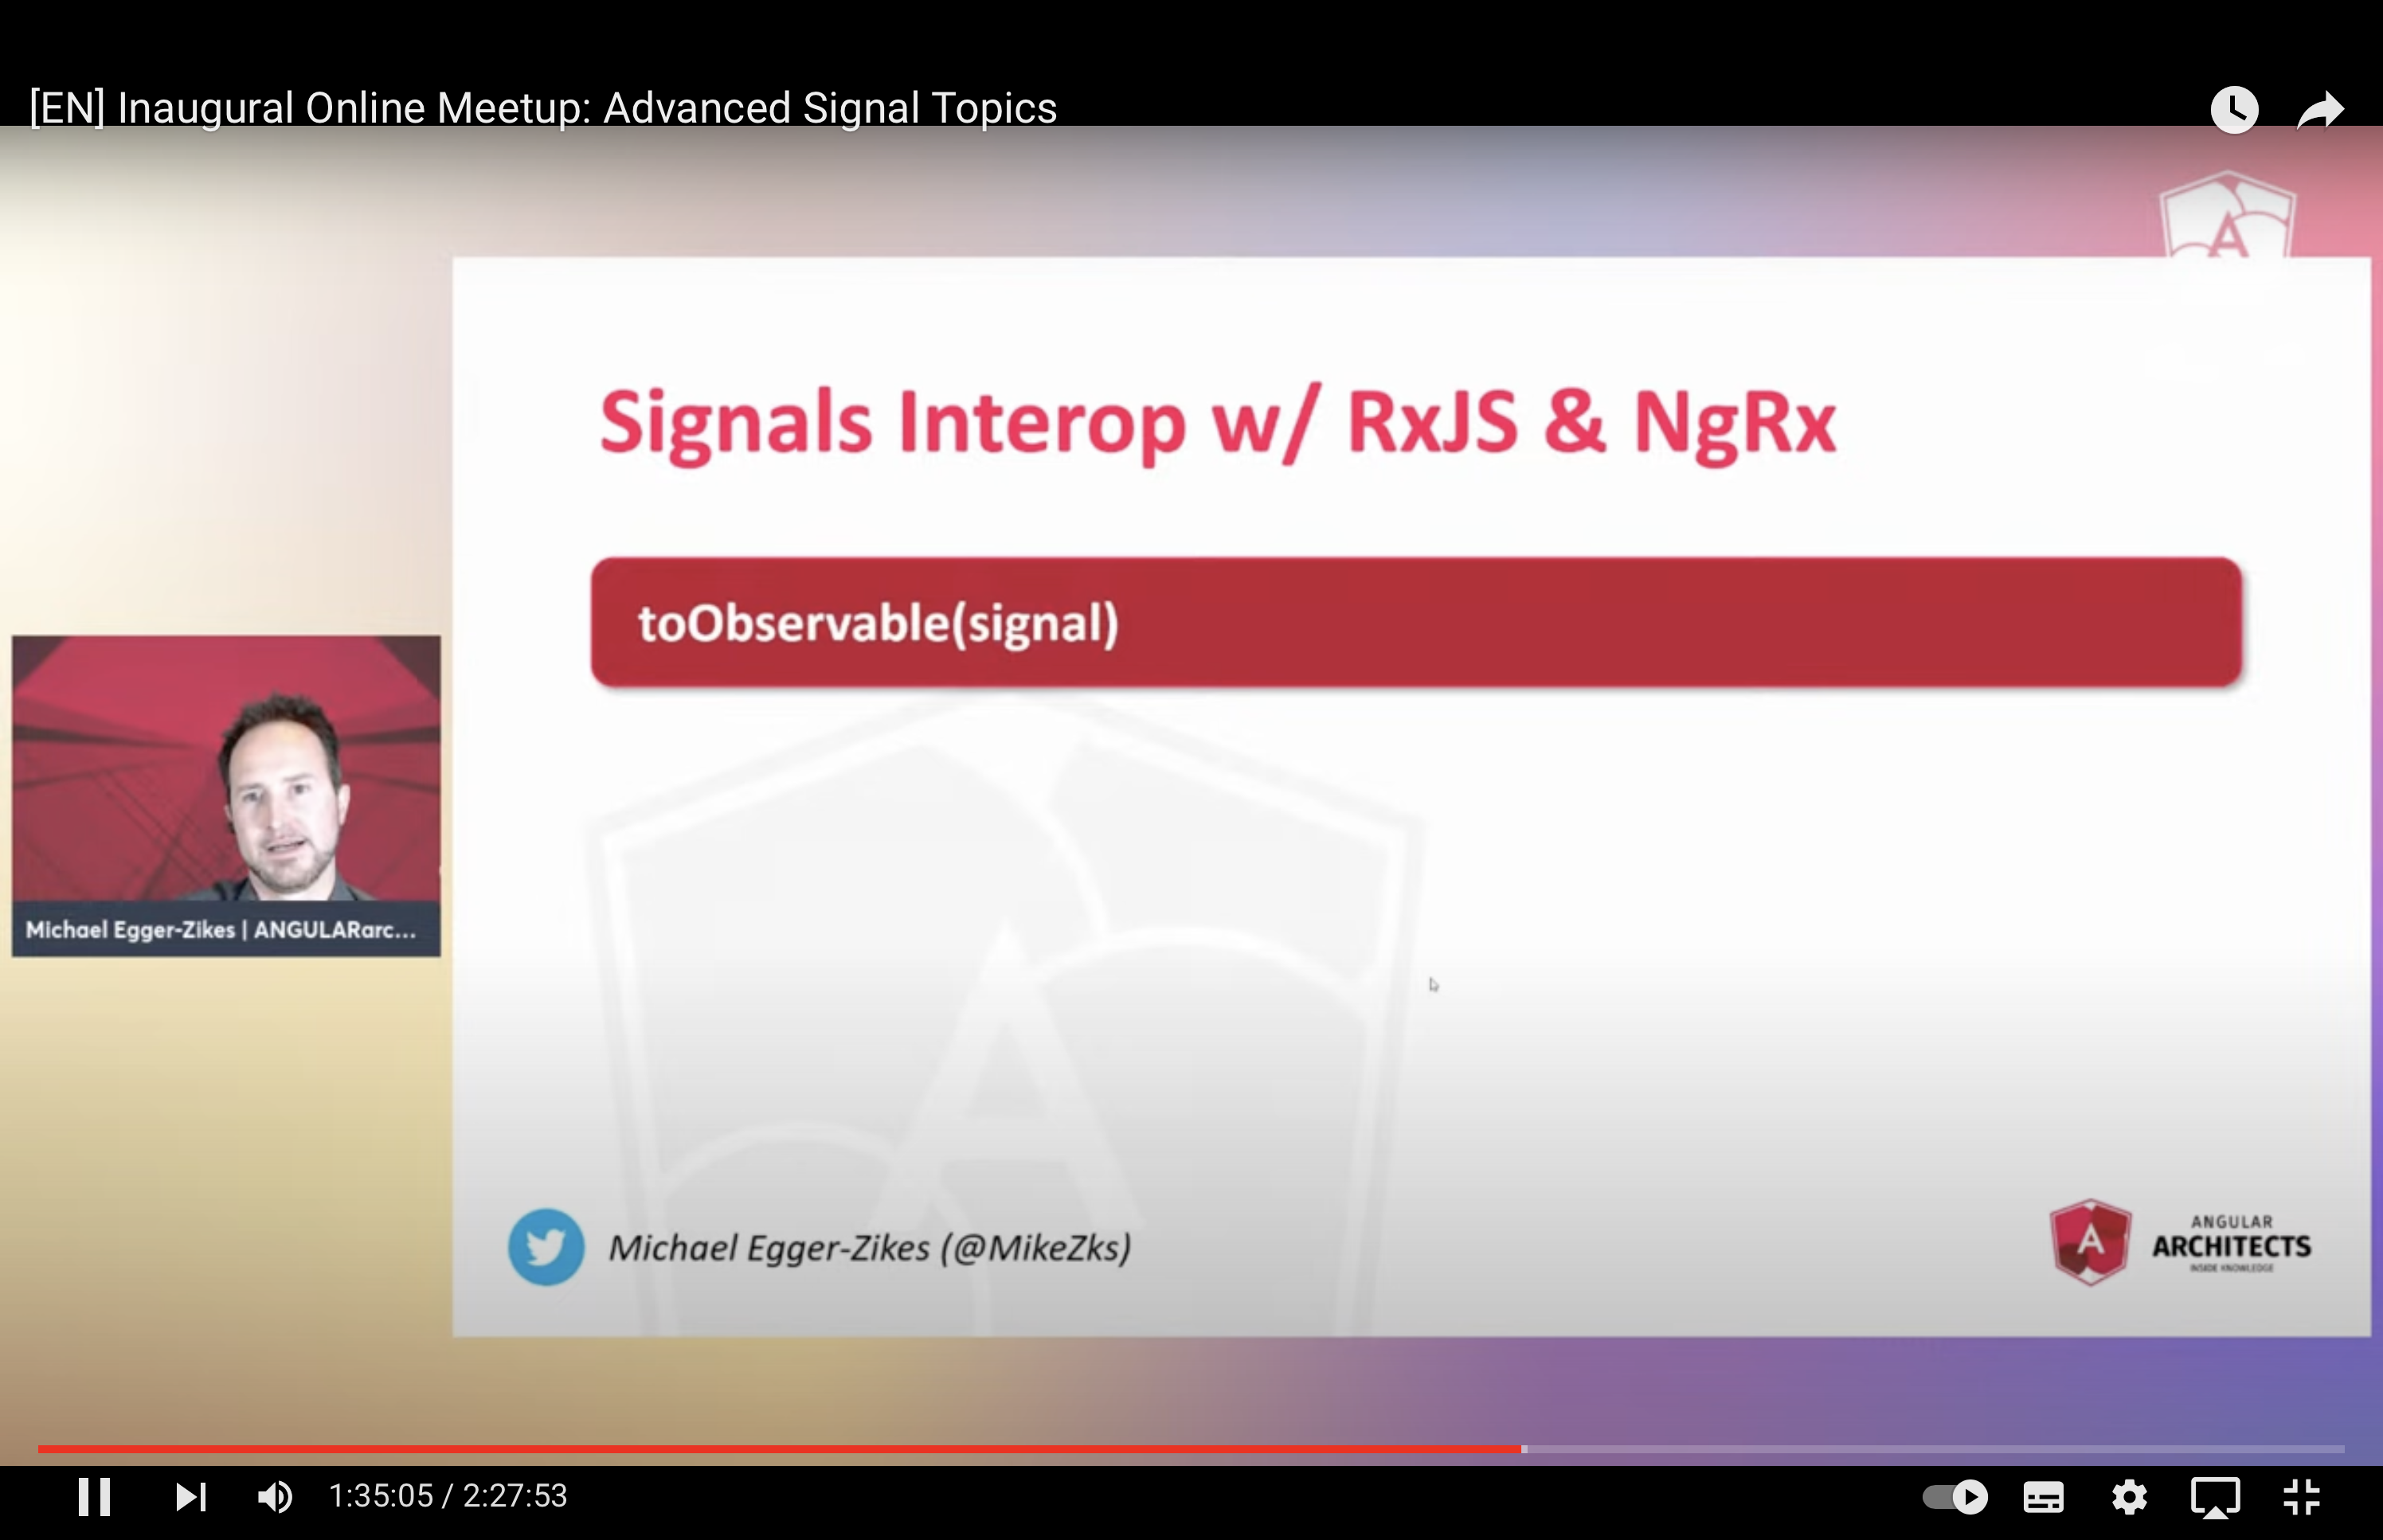 [EN] Inaugural Online Meetup: Advanced Signal Topics
A
Signals Interop w/ RxJS & NgRx
toObservable(signal)
Michael Egger-Zikes | ANGULARarc...
A
Michael Egger-Zikes (@MikeZks)
A
ANGULAR
ARCHITECTS
INSIDE KNOWLEDGE
1:35:05 / 2:27:53